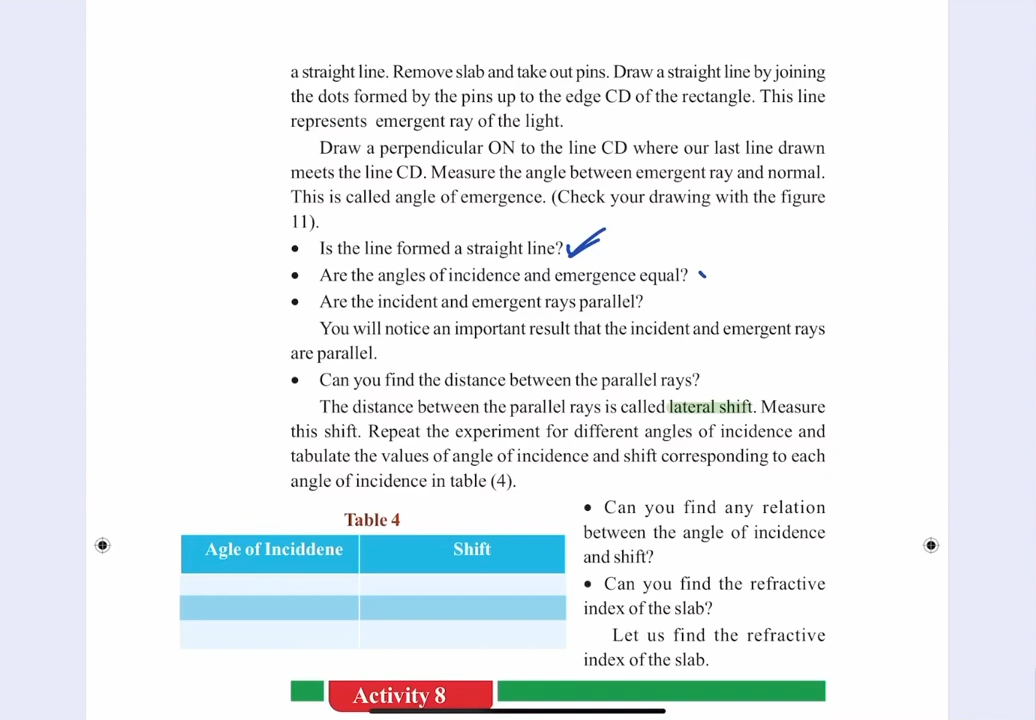 a straight line. Remove slab and take out pins. Draw a straight line by joining
the dots formed by the pins up to the edge CD of the rectangle. This line
represents emergent ray of the light.
Draw a perpendicular ON to the line CD where our last line drawn
meets the line CD. Measure the angle between emergent ray and normal.
This is called angle of emergence. (Check your drawing with the figure
11).
• Is the line formed a straight line?
• Are the angles of incidence and emergence equal?
• Are the incident and emergent rays parallel?
You will notice an important result that the incident and emergent rays
are parallel.
• Can you find the distance between the parallel rays?
The distance between the parallel rays is called lateral shift. Measure
this shift. Repeat the experiment for different angles of incidence and
tabulate the values of angle of incidence and shift corresponding to each
angle of incidence in table (4).
Table 4
Agle of Inciddene Shift
• Can you find any relation
between the angle of incidence
and shift?
• Can you find the refractive
index of the slab?
Let us find the refractive
index of the slab.
Activity 8